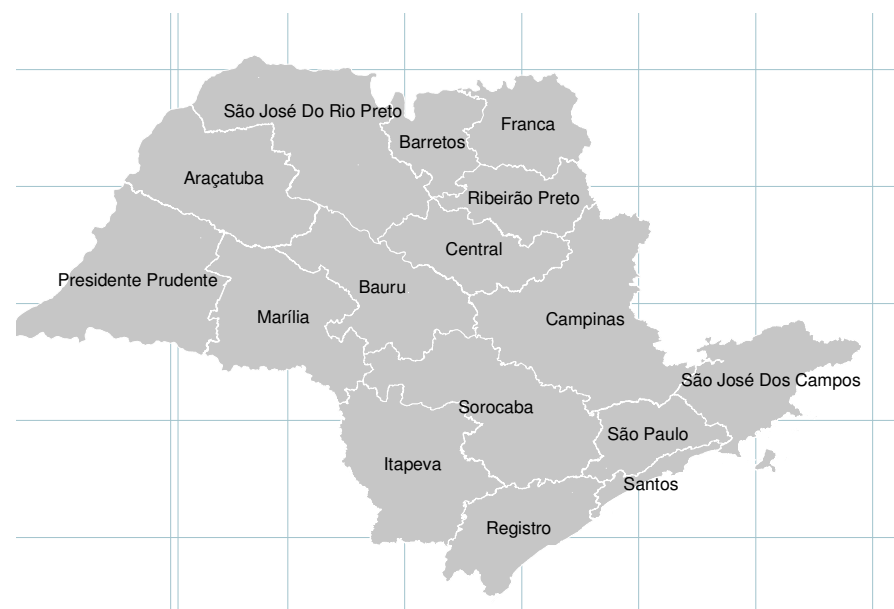 São José Do Rio Preto
Franca
Barretos
Araçatuba
Ribeirão Preto
Central
Presidente Prudente
Bauru
Marília
Campinas
São José Dos Campos
Sorocaba
São Paulo
Itapeva
Santos
Registro